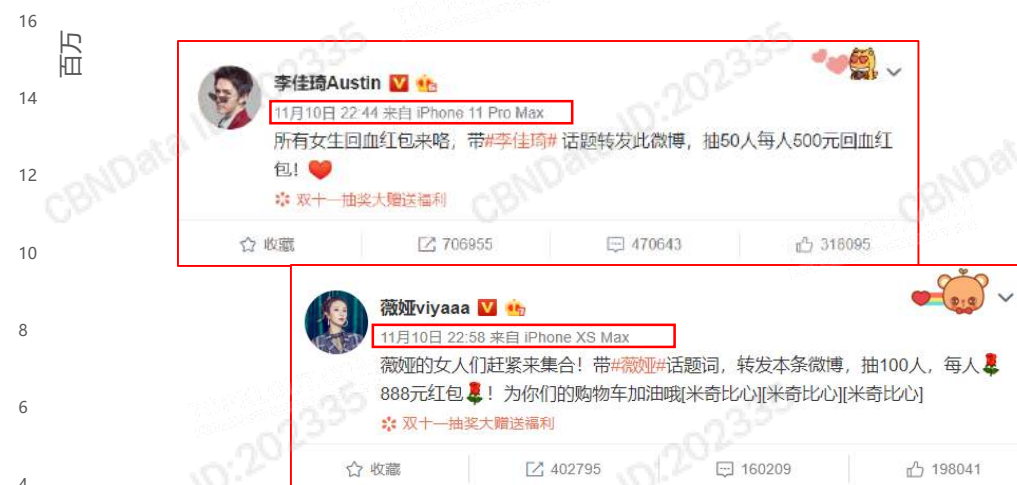 16
百万
14
12
10
8
6
4
李佳琦Austin
11月10日 22:44 来自 iPhone 11 Pro Max
所有女生回血红包来咯，带#李佳琦# 话题转发此微博，抽50人每人500元回血红
包！
双十一抽奖大赠送福利
收藏
706955
470643
318095
薇娅viyaaa
11月10日 22:58 来自 iPhone XS Max
薇娅的女人们赶紧来集合！带#薇娅#话题词，转发本条微博，抽100人，每人
888元红包！为你们的购物车加油哦[米奇比心][米奇比心][米奇比心]
双十一抽奖大赠送福利
收藏
402795
160209
198041
CBNData ID:202335